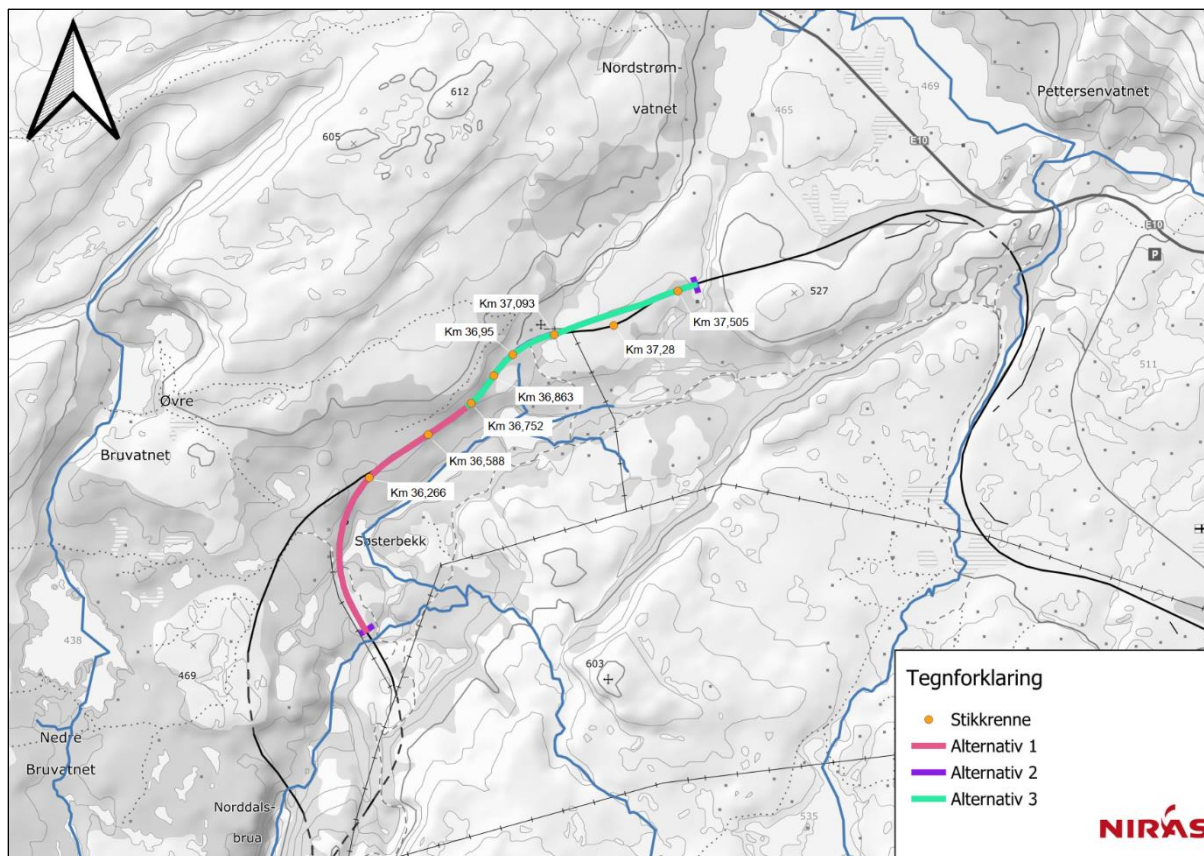 Nordstrøm-
vatnet
Pettersenvatnet
612
605
469
465
E10
E10
P
527
511
Km 37,093
Km 36,95
Km 37,505
Km 37,28
Km 36,863
Km 36,752
Km 36,588
Km 36,266
Øvre
Bruvatnet
Søsterbekk
438
469
603
Nedre
Bruvatnet
Norddals-
brua
535
Tegnforklaring
Stikkrenne
Alternativ 1
Alternativ 2
Alternativ 3
NIRAS